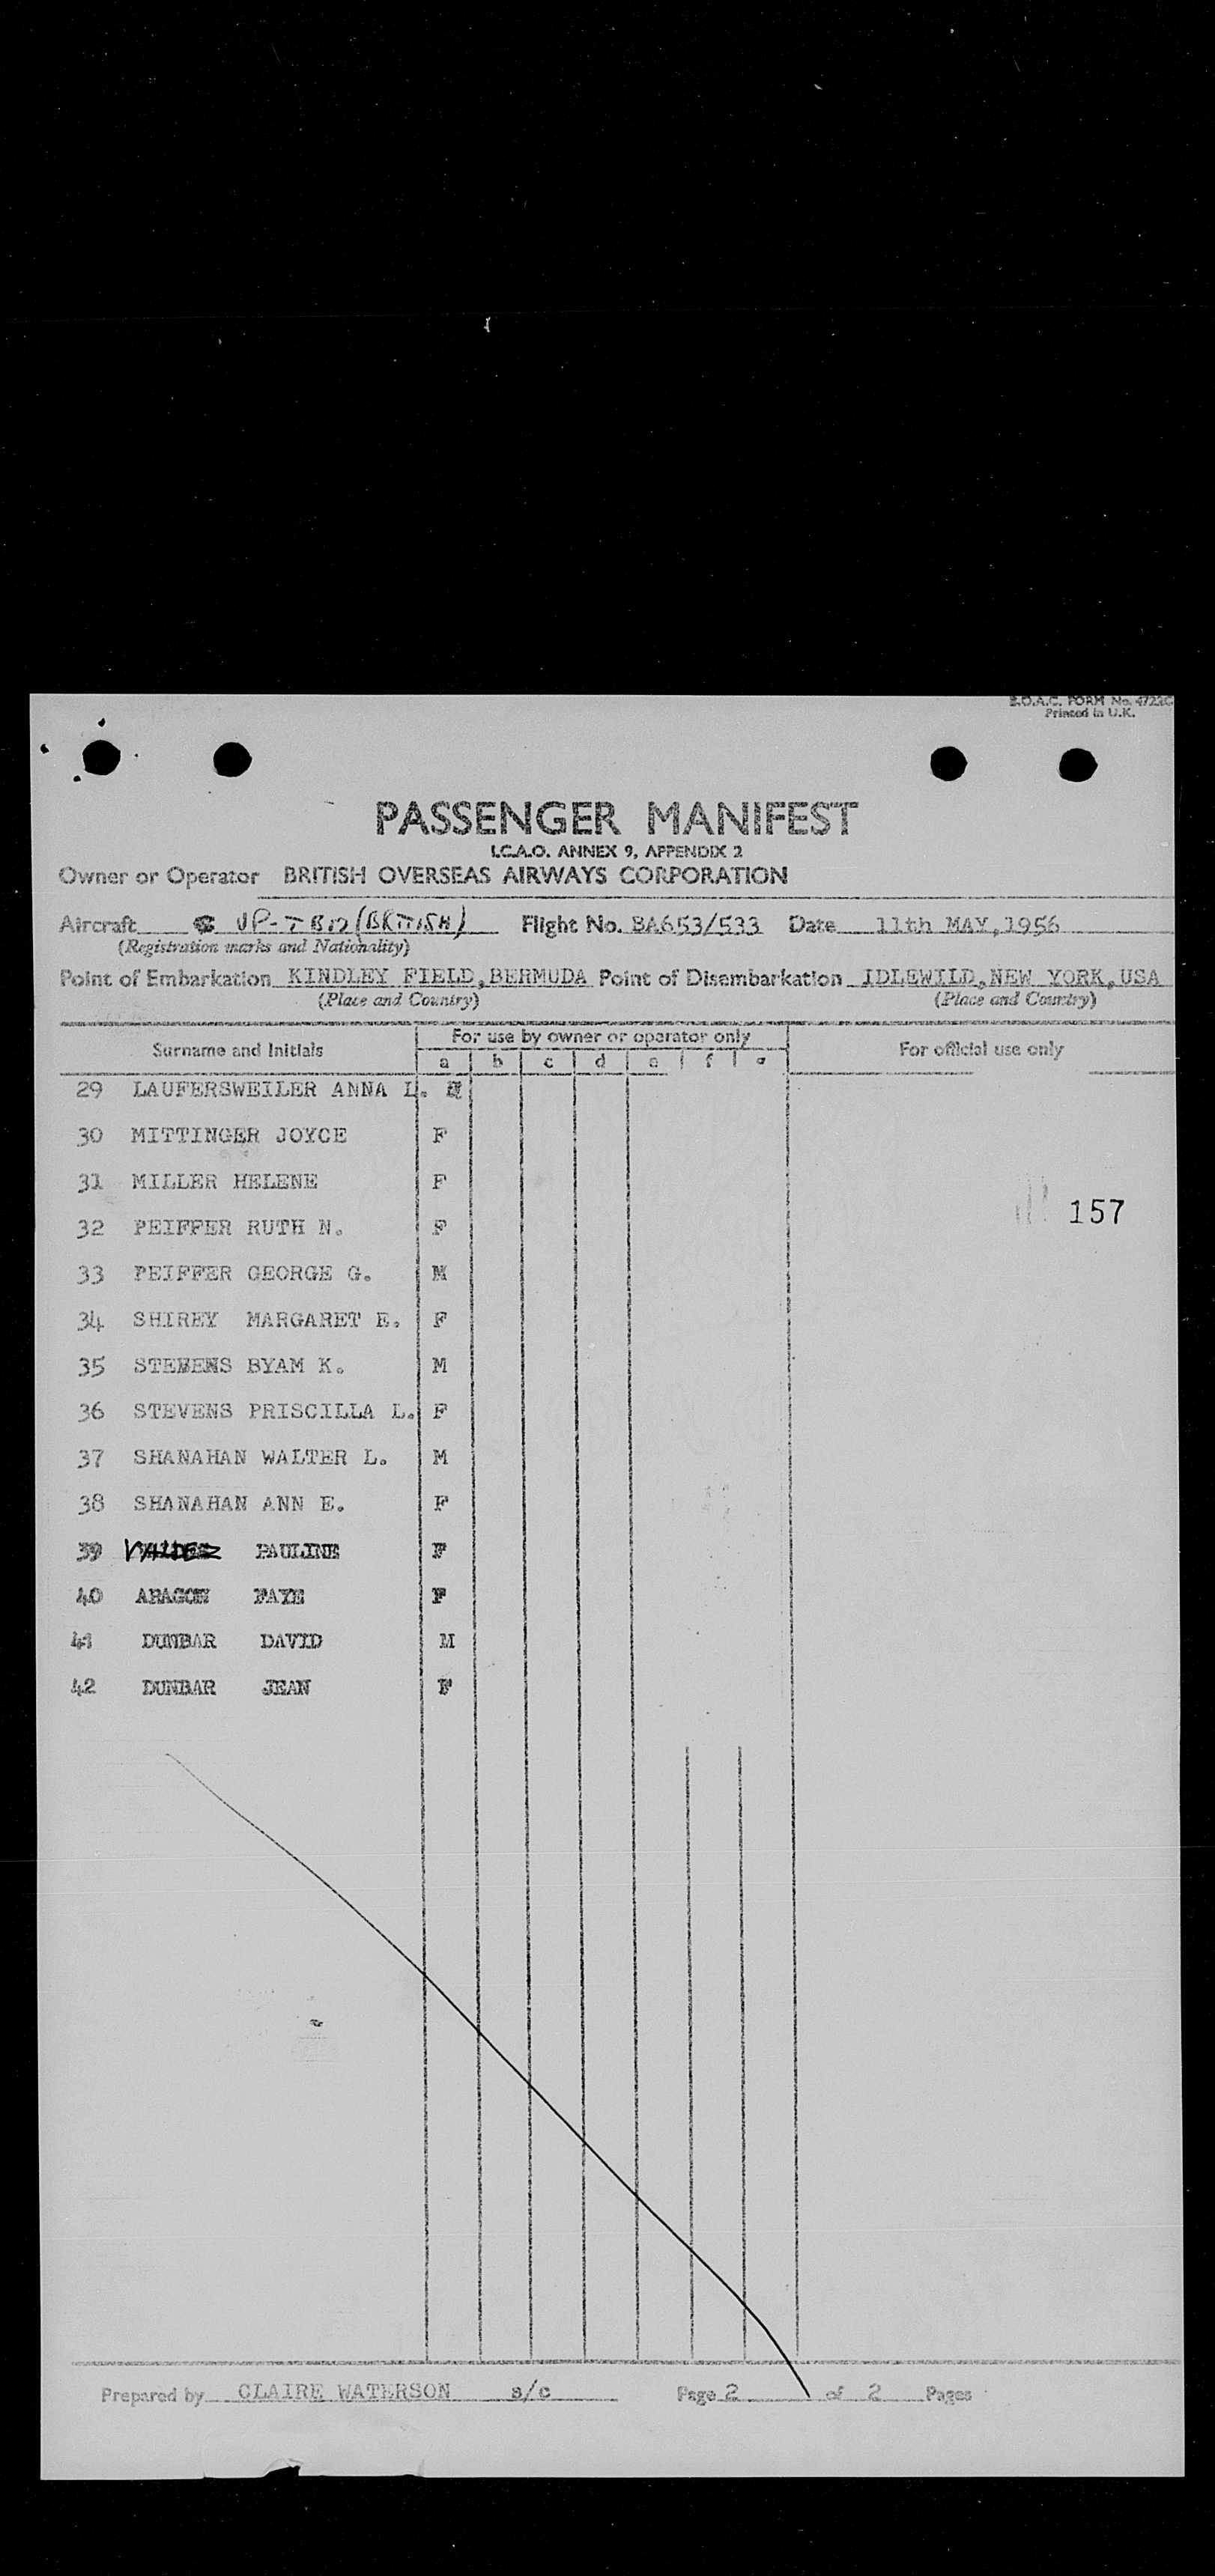 B.O.A.C. FORM No. 4722C
Printed in U.K.
PASSENGER MANIFEST
I.C.A.O. ANNEX 9, APPENDIX 2
Owner or Operator BRITISH OVERSEAS AIRWAYS CORPORATION
Aircraft VP-TBD (BRITISH) Flight No. BA653/533 Date 11th MAY,1956
(Registration marks and Nationality)
Point of Embarkation KINDLEY FIELD,BERMUDA Point of Disembarkation IDLEWILD,NEW YORK,USA
(Place and Country) (Place and Country)
Surname and Initials For use by owner or operator only For official use only
a b c d e f g
29 LAUFERSWEILER ANNA L.
30 MITTINGER JOYCE F
31 MILLER HELENE F
157
32 PEIFFER RUTH N. F
33 PEIFFER GEORGE G. M
34 SHIREY MARGARET E. F
35 STEVENS BYAM K. M
36 STEVENS PRISCILLA L. F
37 SHANAHAN WALTER L. M
38 SHANAHAN ANN E. F
39 VALDEZ PAULINE F
40 ARAGON FAYE F
41 DUNBAR DAVID M
42 DUNBAR JEAN F
Prepared by CLAIRE WATERSON s/c Page 2 of 2 Pages